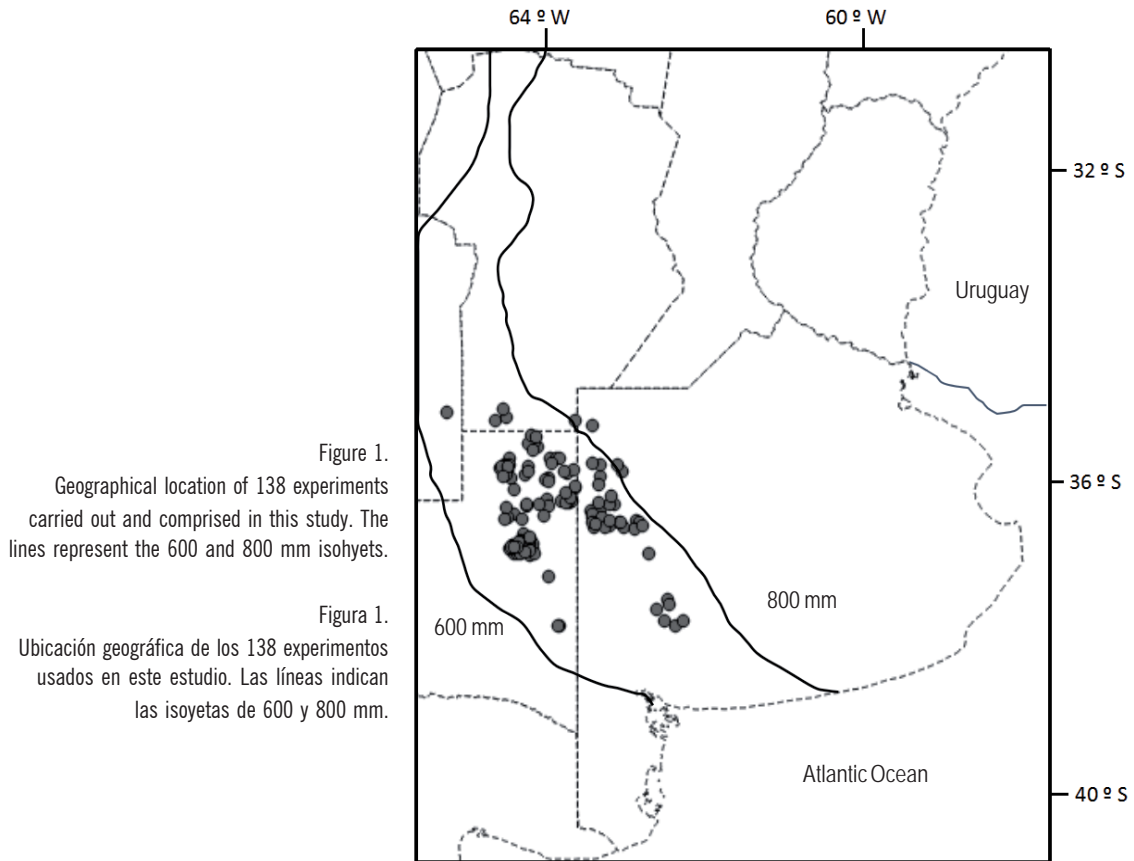 64 º W
60 º W
32 º S
Uruguay
36 º S
800 mm
600 mm
Atlantic Ocean
40 º S
Figure 1.
Geographical location of 138 experiments
carried out and comprised in this study. The
lines represent the 600 and 800 mm isohyets.
Figura 1.
Ubicación geográfica de los 138 experimentos
usados en este estudio. Las líneas indican
las isoyetas de 600 y 800 mm.